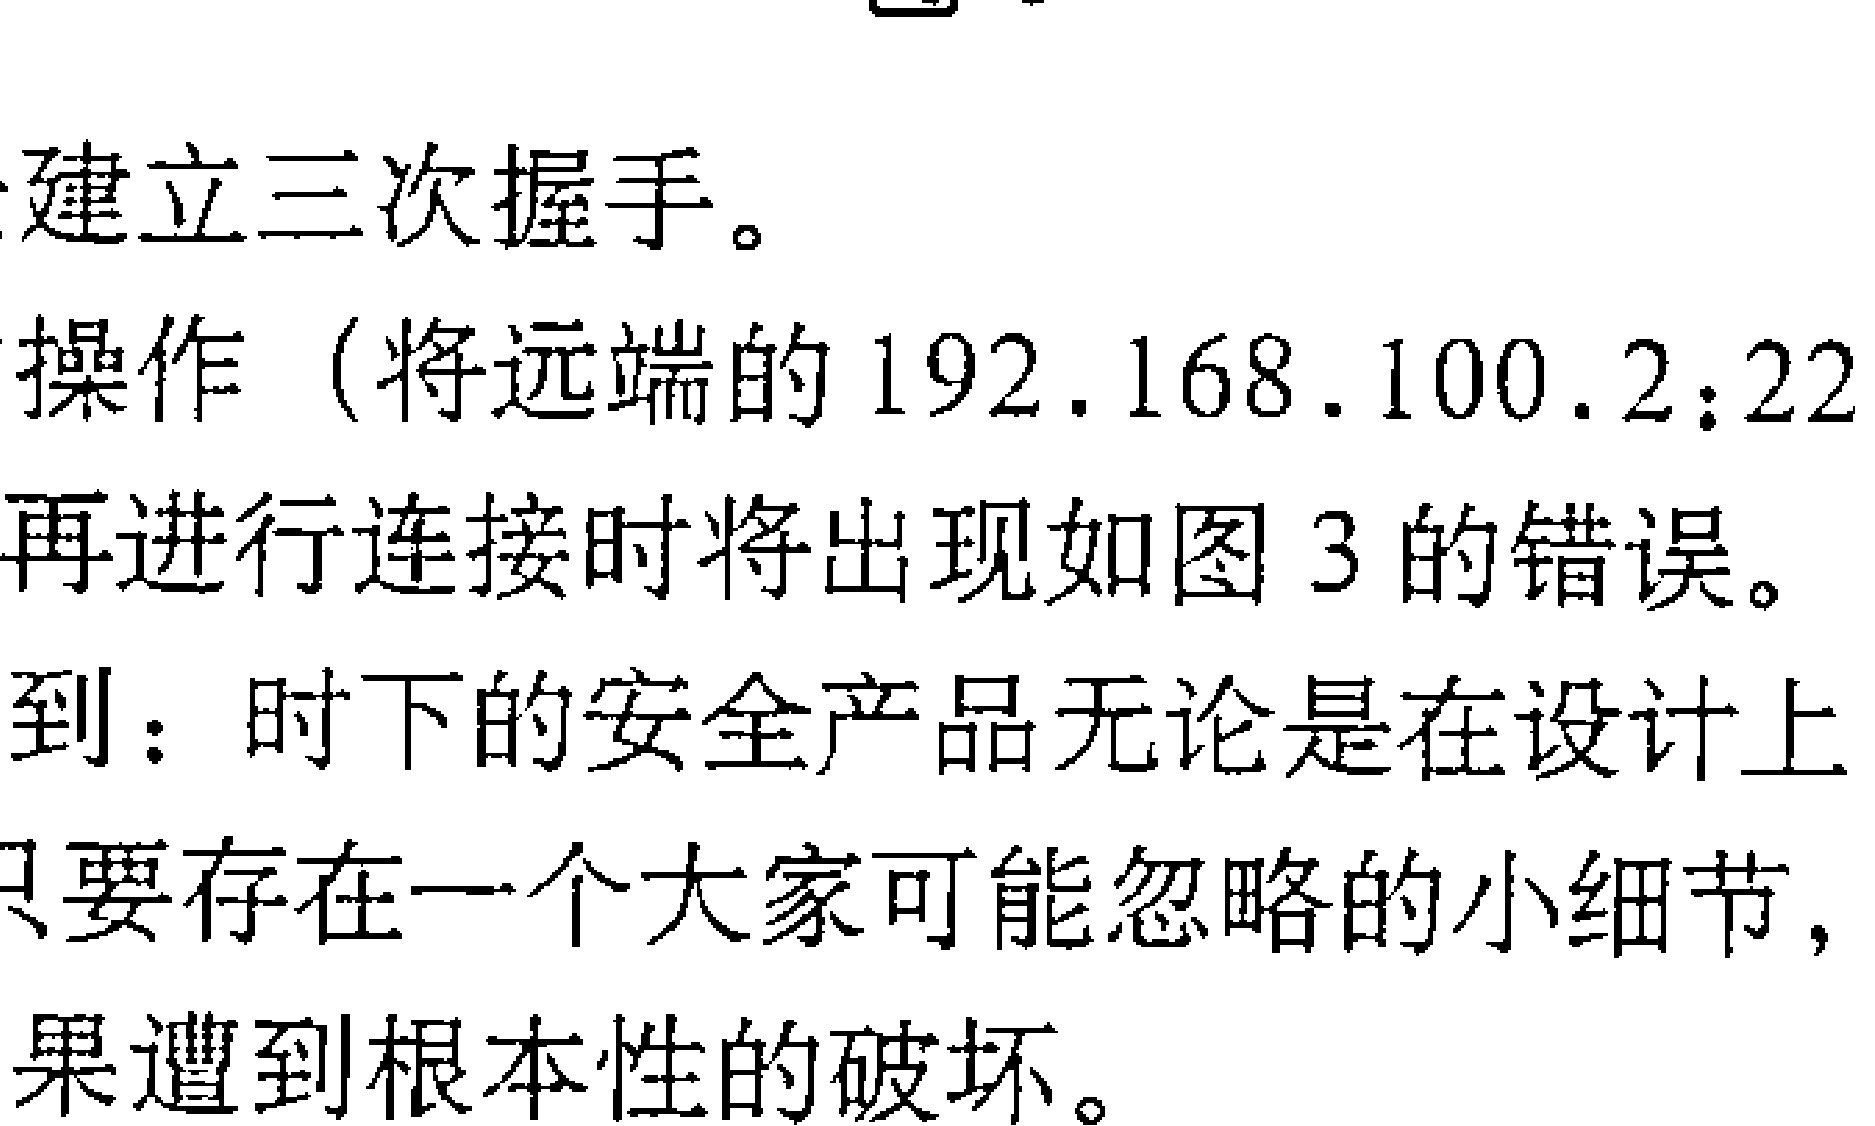 建立三次握手。
操作（将远端的192.168.100.2:22
再进行连接时将出现如图 3 的错误。
到：时下的安全产品无论是在设计上
只要存在一个大家可能忽略的小细节，
果遭到根本性的破坏。